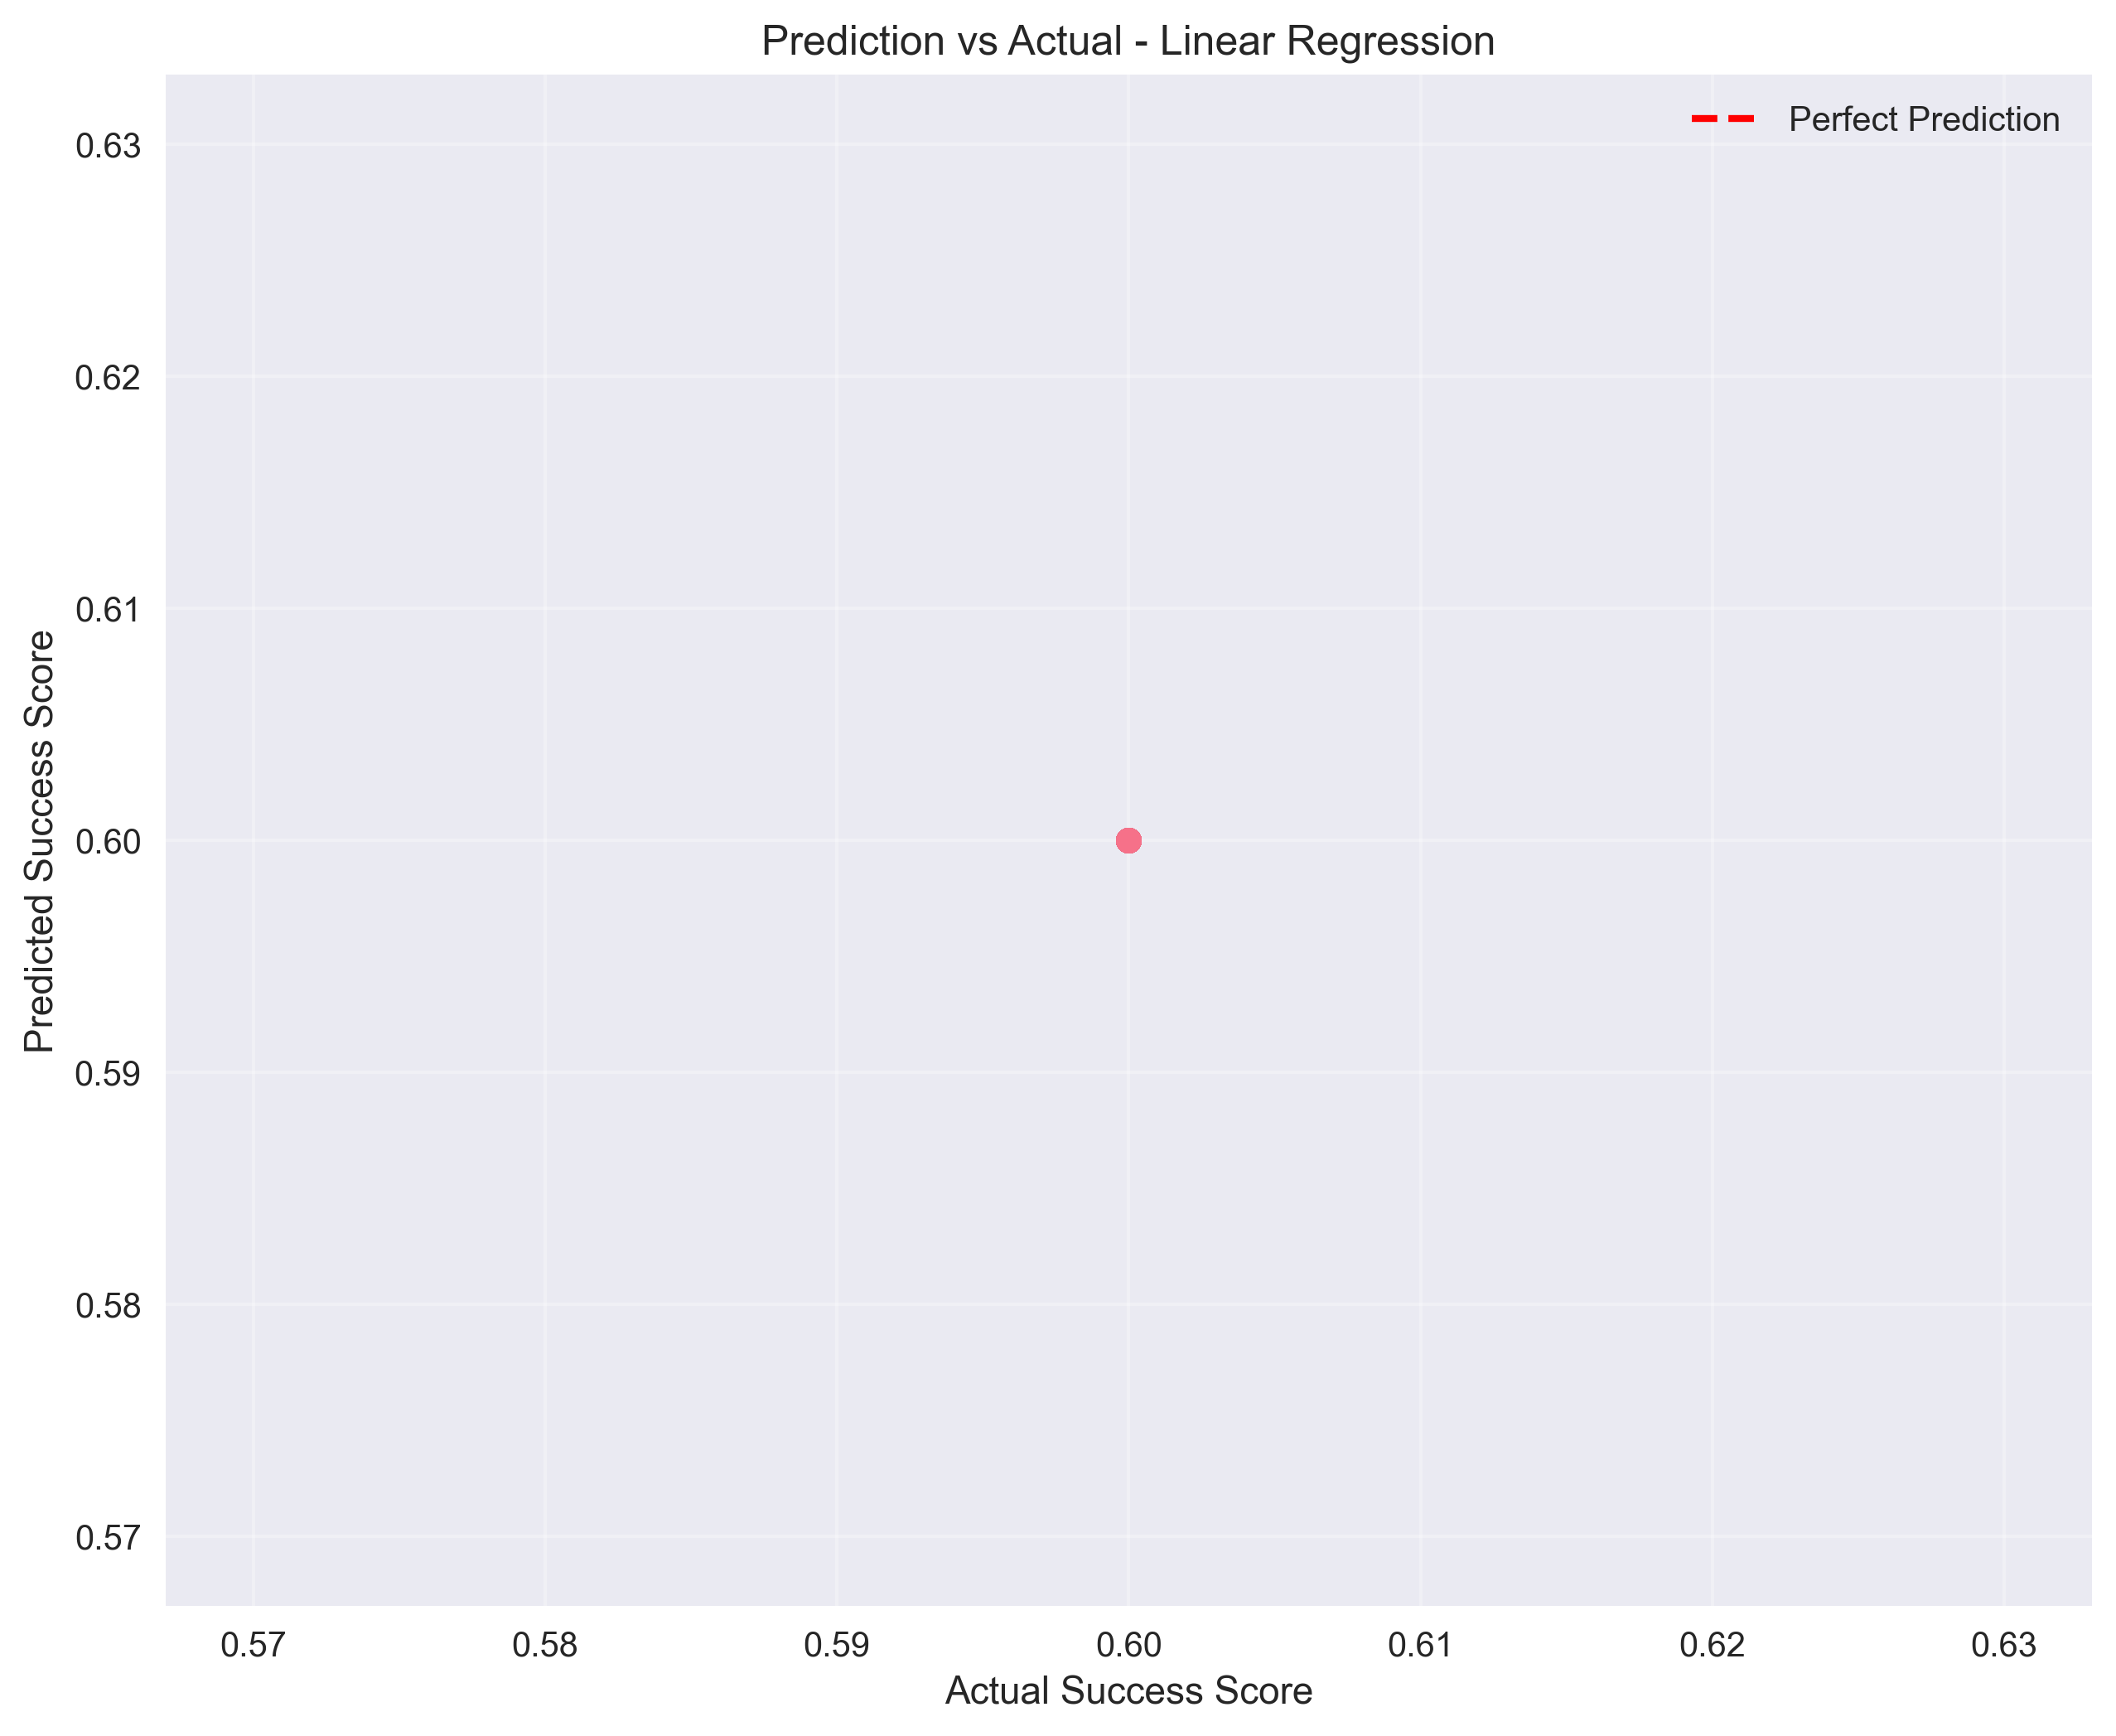 Prediction vs Actual - Linear Regression
Perfect Prediction
Predicted Success Score
0.63
0.62
0.61
0.60
0.59
0.58
0.57
0.57 0.58 0.59 0.60 0.61 0.62 0.63
Actual Success Score